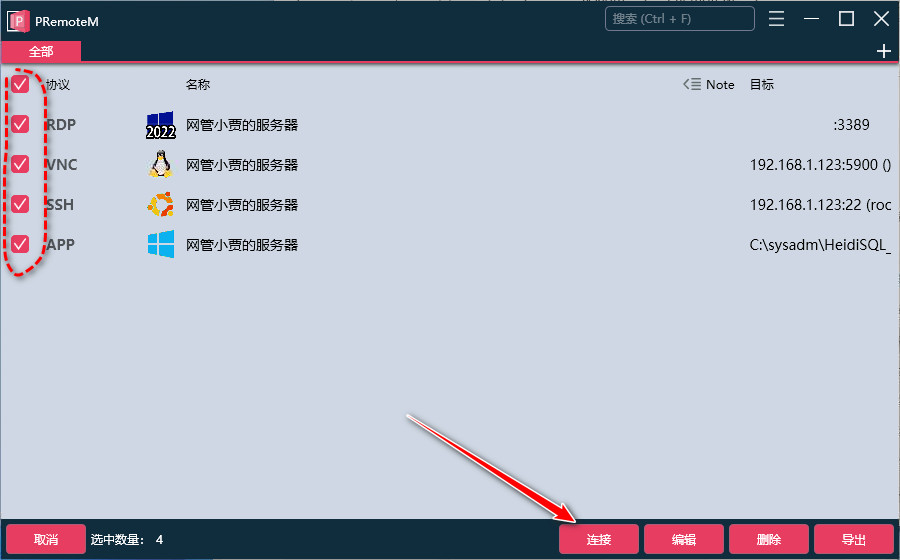 PRemoteM
搜索 (Ctrl + F)
全部
协议 名称 Note 目标
RDP 2022 网管小贾的服务器 :3389
VNC 网管小贾的服务器 192.168.1.123:5900 ()
SSH 网管小贾的服务器 192.168.1.123:22 (roc
APP 网管小贾的服务器 C:\sysadm\HeidiSQL_
取消 选中数量: 4 连接 编辑 删除 导出